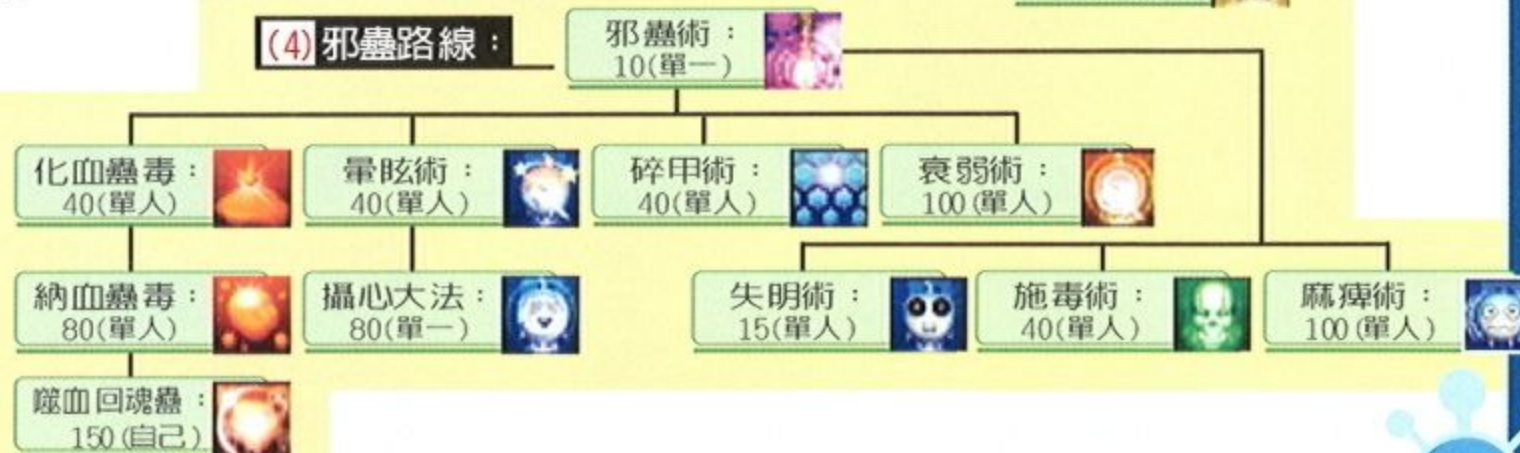 (4)邪蠱路線：
邪蠱術：
10(單一)
化血蠱毒：
40(單人)
暈眩術：
40(單人)
碎甲術：
40(單人)
衰弱術：
100(單人)
納血蠱毒：
80(單人)
攝心大法：
80(單一)
失明術：
15(單人)
施毒術：
40(單人)
麻痺術：
100(單人)
噬血回魂蠱：
150(自己)